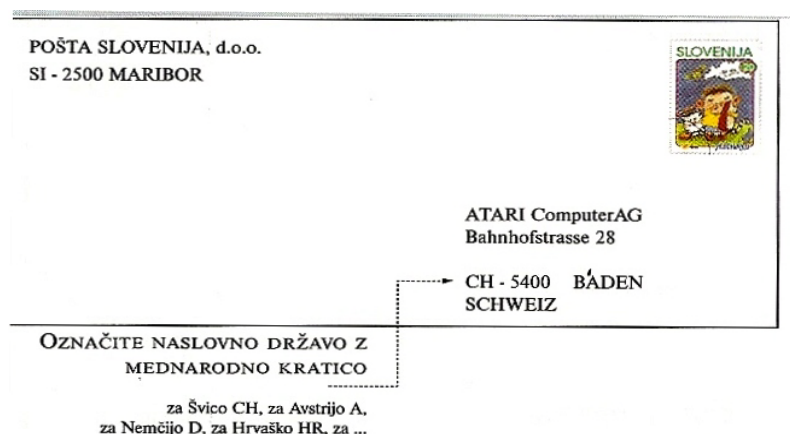 POŠTA SLOVENIJA, d.o.o.
SI - 2500 MARIBOR
SLOVENIJA
20
ATARI ComputerAG
Bahnhofstrasse 28
CH - 5400 BADEN
SCHWEIZ
OZNAČITE NASLOVNO DRŽAVO Z
MEDNARODNO KRATICO
za Švico CH, za Avstrijo A,
za Nemčijo D, za Hrvaško HR, za ...